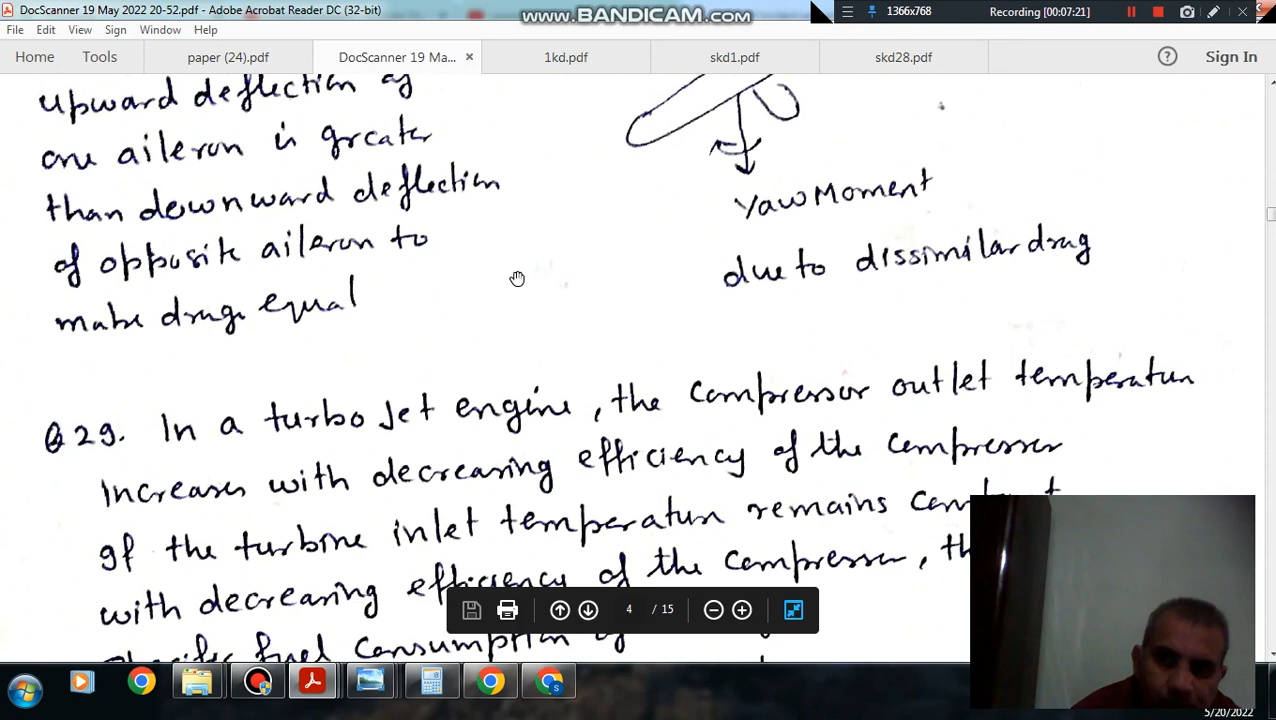 DocScanner 19 May 2022 20-52.pdf - Adobe Acrobat Reader DC (32-bit)
www.BANDICAM.com
1366x768
Recording [00:07:21]
File Edit View Sign Window Help
Home Tools paper (24).pdf DocScanner 19 Ma... × 1kd.pdf skd1.pdf skd28.pdf Sign In
upward deflection of
one aileron is greater
than downward deflection
of opposite aileron to
make drags equal
Yaw Moment
due to dissimilar drag
Q 29. In a turbo jet engine, the compressor outlet temperature
increases with decreasing efficiency of the compressor
If the turbine inlet temperature remains
with decreasing efficiency of the compressor,
fuel consumption of
4 / 15
5/20/2022